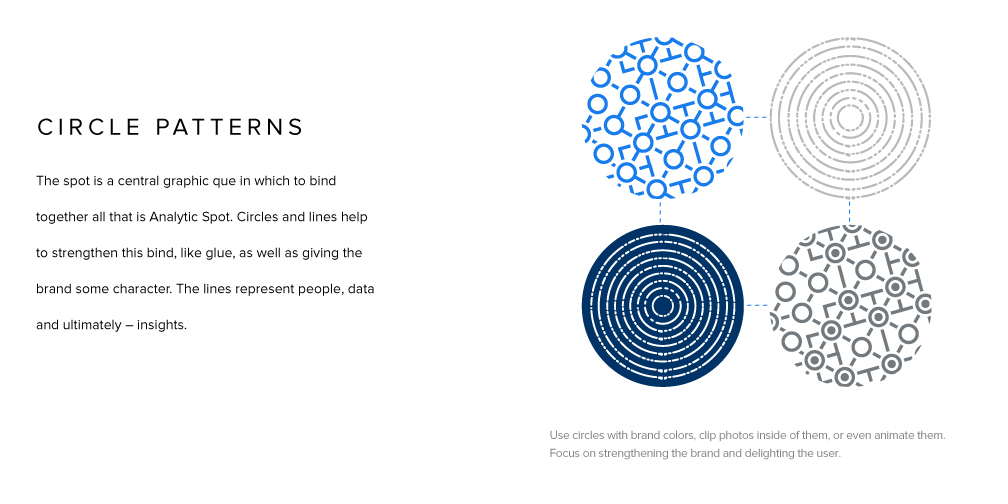 CIRCLE PATTERNS
The spot is a central graphic que in which to bind
together all that is Analytic Spot. Circles and lines help
to strengthen this bind, like glue, as well as giving the
brand some character. The lines represent people, data
and ultimately – insights.
Use circles with brand colors, clip photos inside of them, or even animate them.
Focus on strengthening the brand and delighting the user.